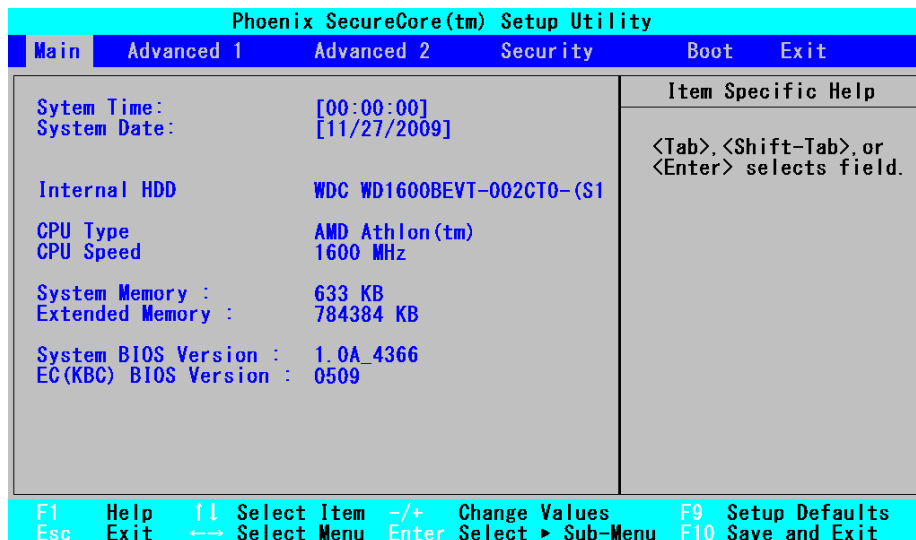 Phoenix SecureCore(tm) Setup Utility
Main Advanced 1 Advanced 2 Security Boot Exit
Sytem Time: [00:00:00]
System Date: [11/27/2009]
Internal HDD WDC WD1600BEVT-002CT0-(S1
CPU Type AMD Athlon(tm)
CPU Speed 1600 MHz
System Memory : 633 KB
Extended Memory : 784384 KB
System BIOS Version : 1.0A_4366
EC(KBC) BIOS Version : 0509
Item Specific Help
<Tab>,<Shift-Tab>,or
<Enter> selects field.
F1 Help ↑↓ Select Item -/+ Change Values F9 Setup Defaults
Esc Exit ←→ Select Menu Enter Select ▶ Sub-Menu F10 Save and Exit